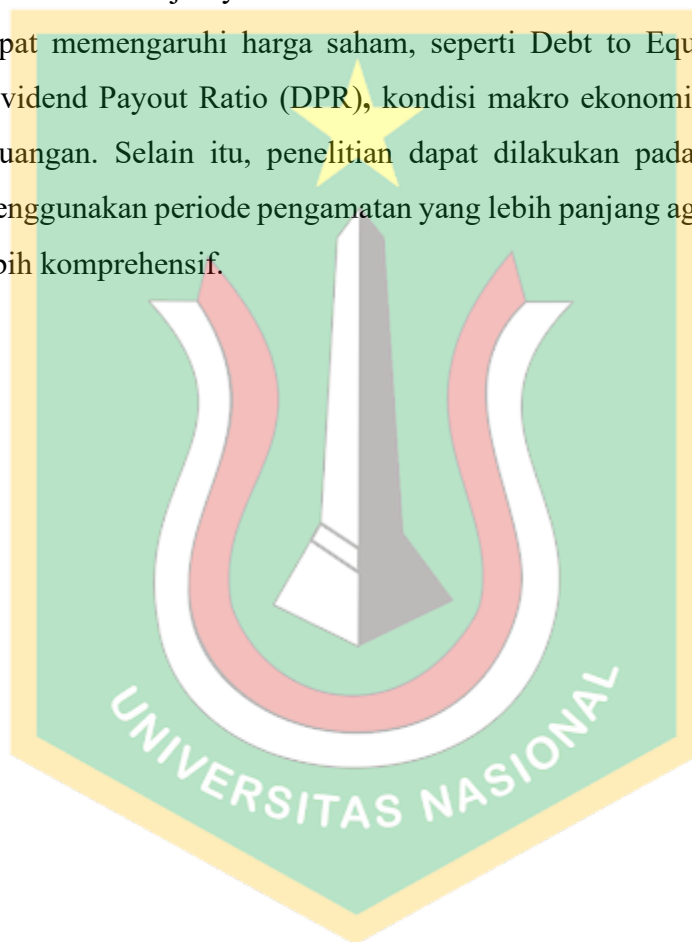 pat memengaruhi harga saham, seperti Debt to Equ
vidend Payout Ratio (DPR), kondisi makro ekonomi
uangan. Selain itu, penelitian dapat dilakukan pada
enggunakan periode pengamatan yang lebih panjang ag
bih komprehensif.
UNIVERSITAS NASIONAL